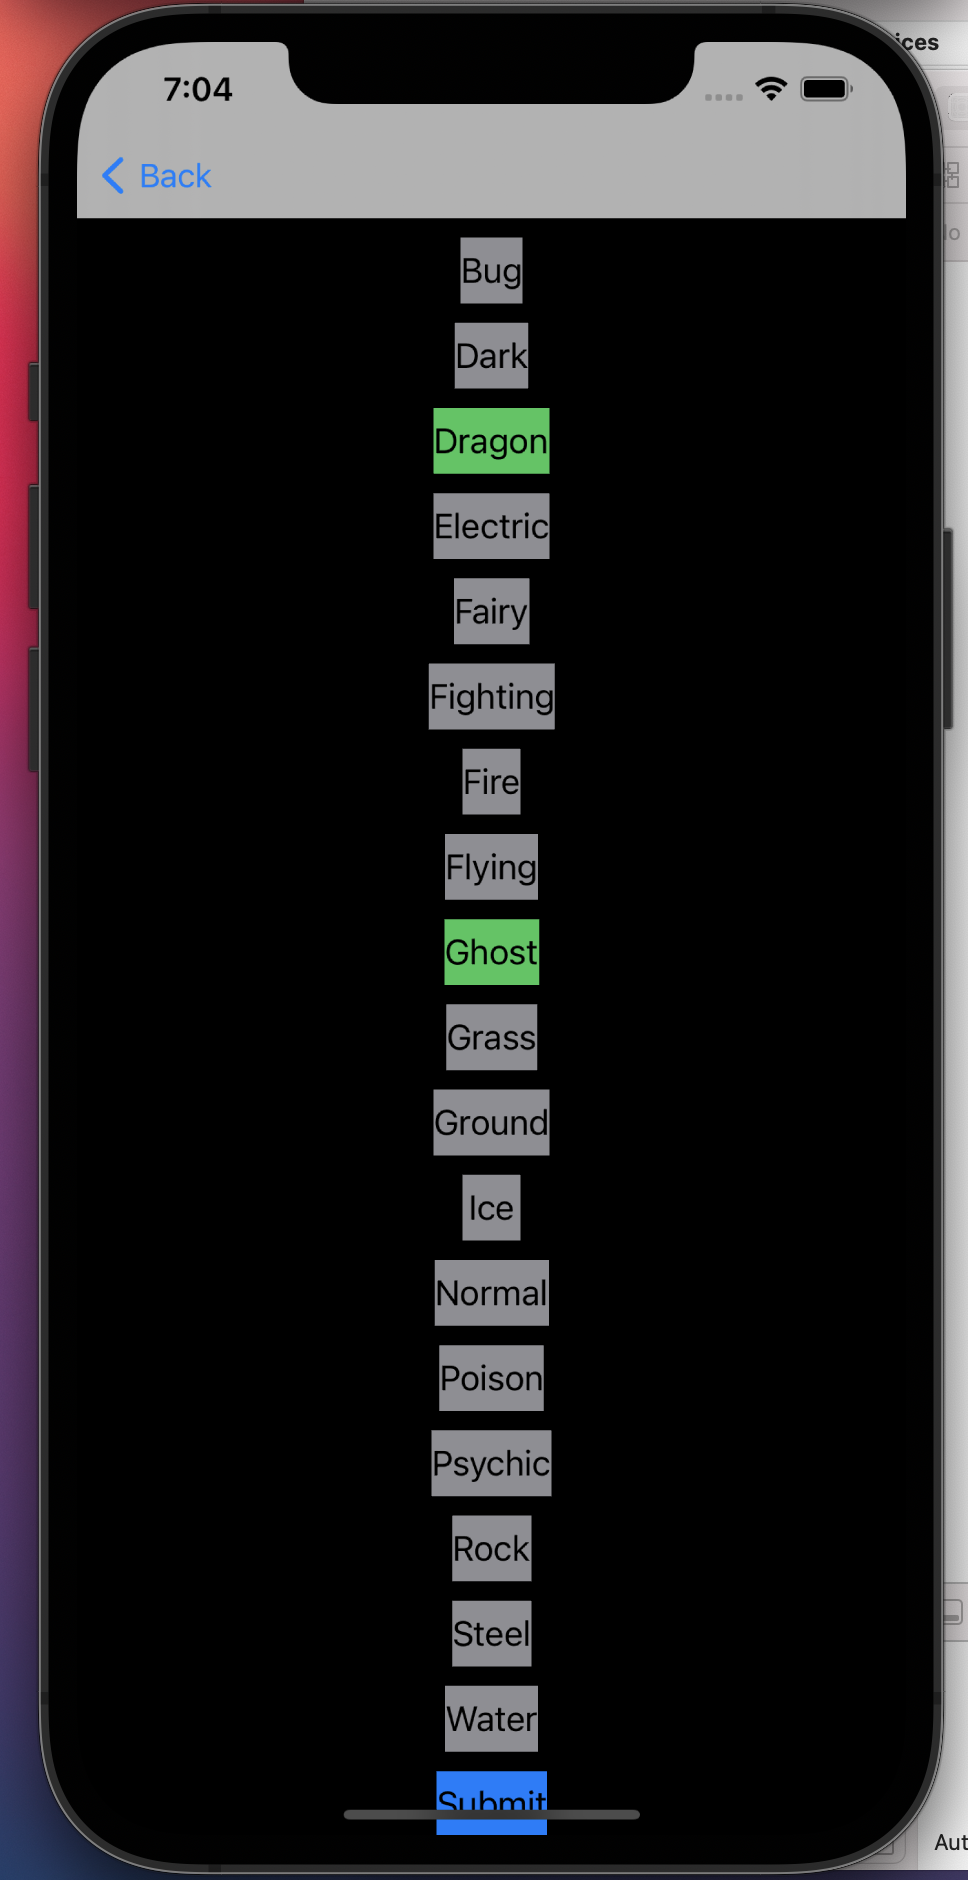 ices
7:04
Back
lo
Bug
Dark
Dragon
Electric
Fairy
Fighting
Fire
Flying
Ghost
Grass
Ground
Ice
Normal
Poison
Psychic
Rock
Steel
Water
Submit
Aut